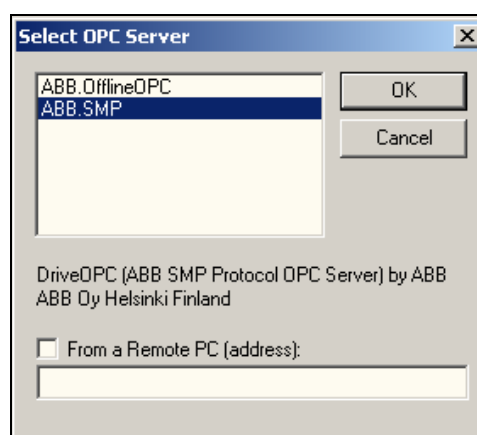 Select OPC Server
ABB.OfflineOPC
ABB.SMP
OK
Cancel
DriveOPC (ABB SMP Protocol OPC Server) by ABB
ABB Oy Helsinki Finland
From a Remote PC (address):